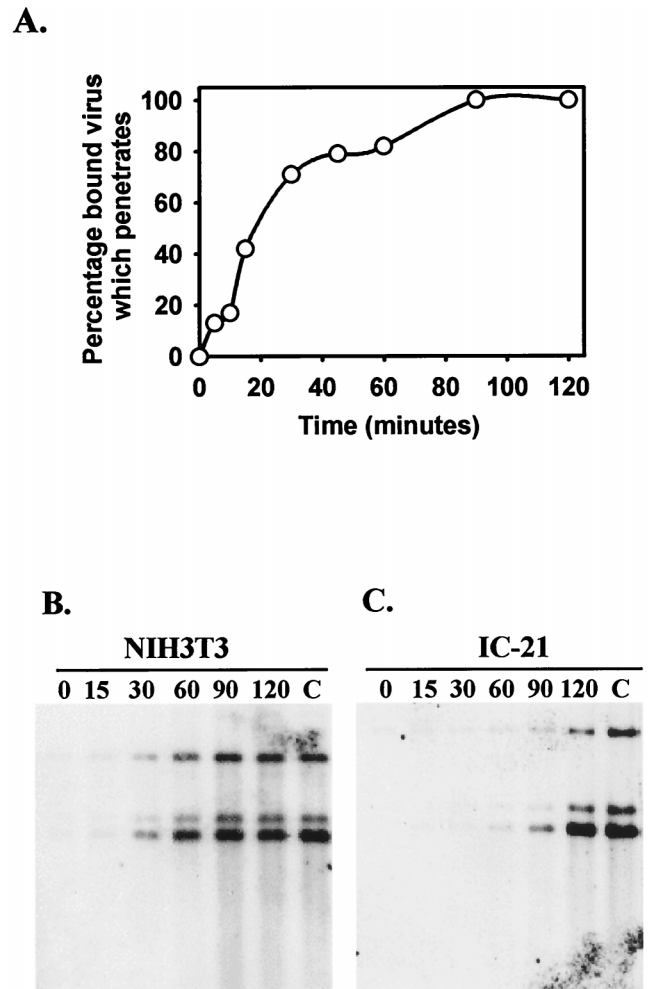 A.
Percentage bound virus
which penetrates
100
80
60
40
20
0
0 20 40 60 80 100 120
Time (minutes)
B.
NIH3T3
0 15 30 60 90 120 C
C.
IC-21
0 15 30 60 90 120 C